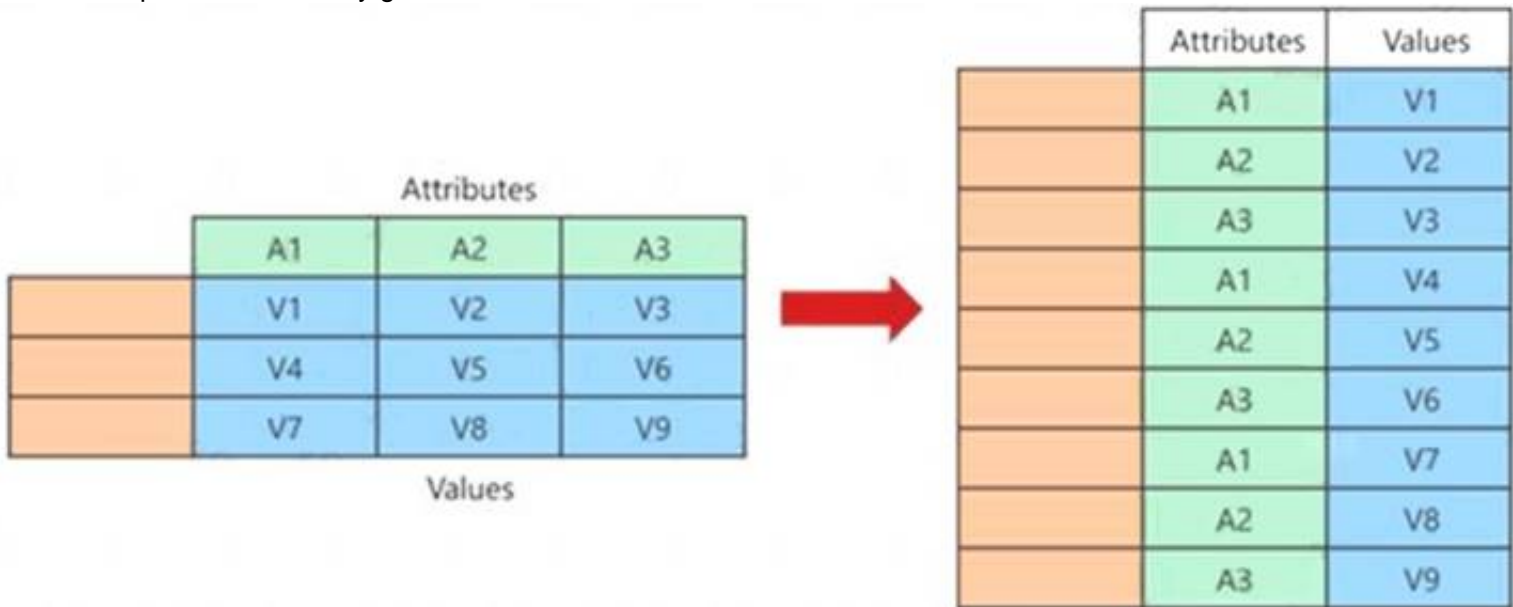 Attributes
A1 A2 A3
V1 V2 V3
V4 V5 V6
V7 V8 V9
Values
Attributes Values
A1 V1
A2 V2
A3 V3
A1 V4
A2 V5
A3 V6
A1 V7
A2 V8
A3 V9